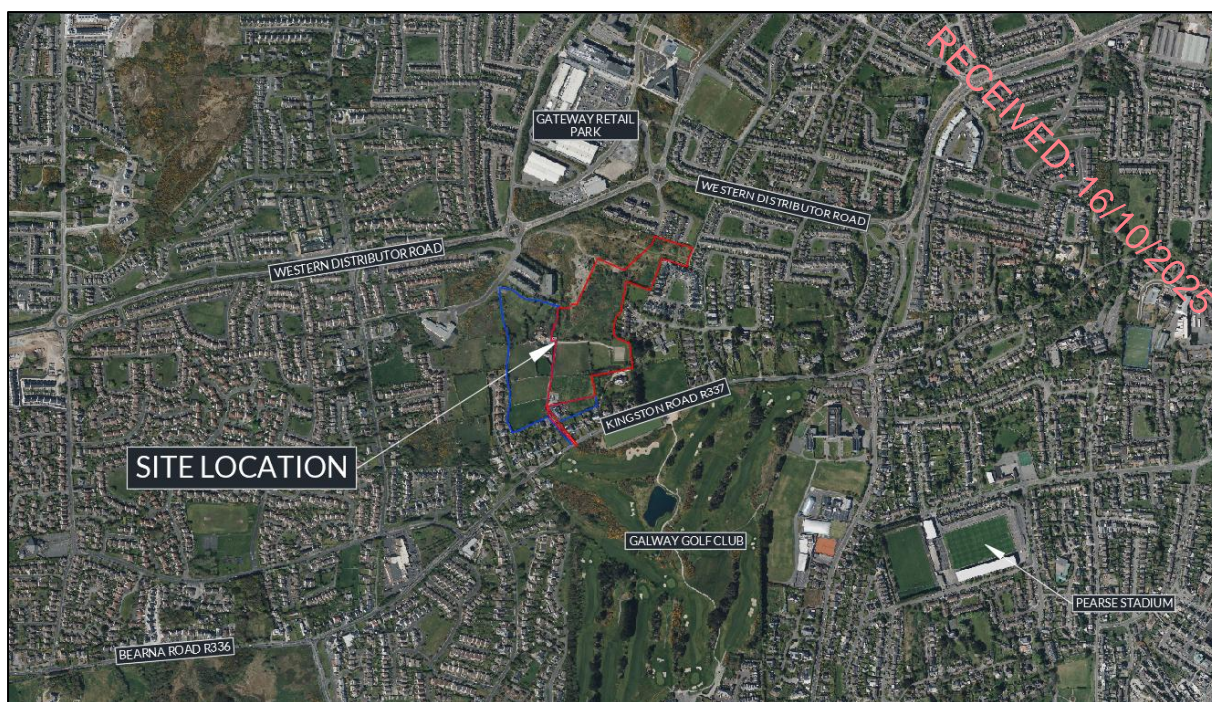 RECEIVED: 16/10/2025
GATEWAY RETAIL
PARK
WESTERN DISTRIBUTOR ROAD
WESTERN DISTRIBUTOR ROAD
KINGSTON ROAD R337
SITE LOCATION
GALWAY GOLF CLUB
PEARSE STADIUM
BEARNA ROAD R336